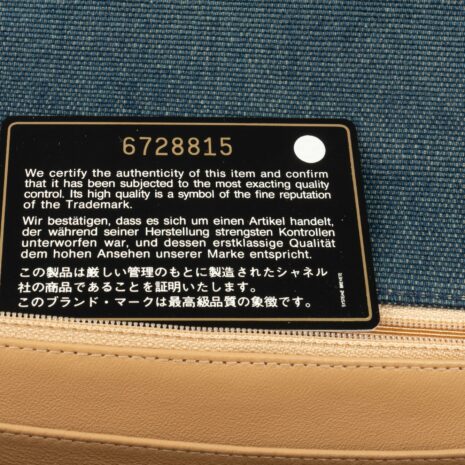 6728815
We certify the authenticity of this item and confirm
that it has been subjected to the most exacting quality
control. Its high quality is a symbol of the fine reputation
of the Trademark.
Wir bestätigen, dass es sich um einen Artikel handelt,
der während seiner Herstellung strengsten Kontrollen
unterworfen war, und dessen erstklassige Qualität
dem hohen Ansehen unserer Marke entspricht.
この製品は厳しい管理のもとに製造されたシャネル
社の商品であることを証明いたします。
このブランド・マークは最高級品質の象徴です。